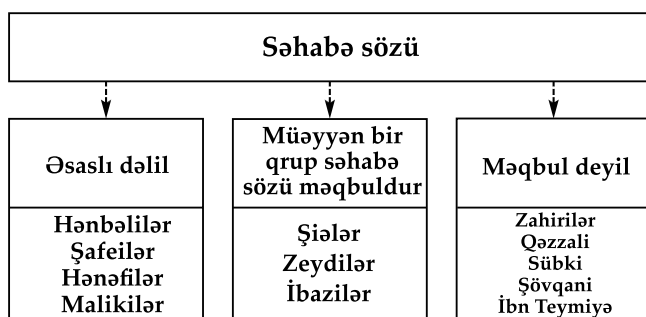 Səhabə sözü
Əsaslı dəlil
Hənbəlilər
Şafeilər
Hənəfilər
Malikilər
Müəyyən bir
qrup səhabə
sözü məqbuldur
Şiələr
Zeydilər
İbazilər
Məqbul deyil
Zahirilər
Qəzzali
Sübki
Şövqani
İbn Teymiyə